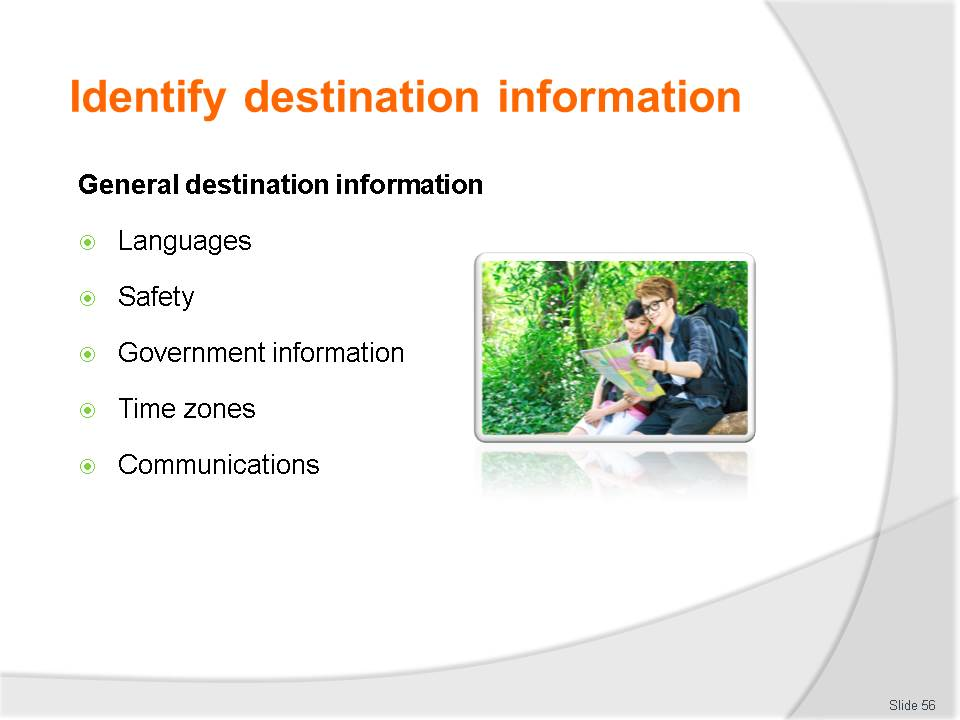 Identify destination information
General destination information
Languages
Safety
Government information
Time zones
Communications
Slide 56